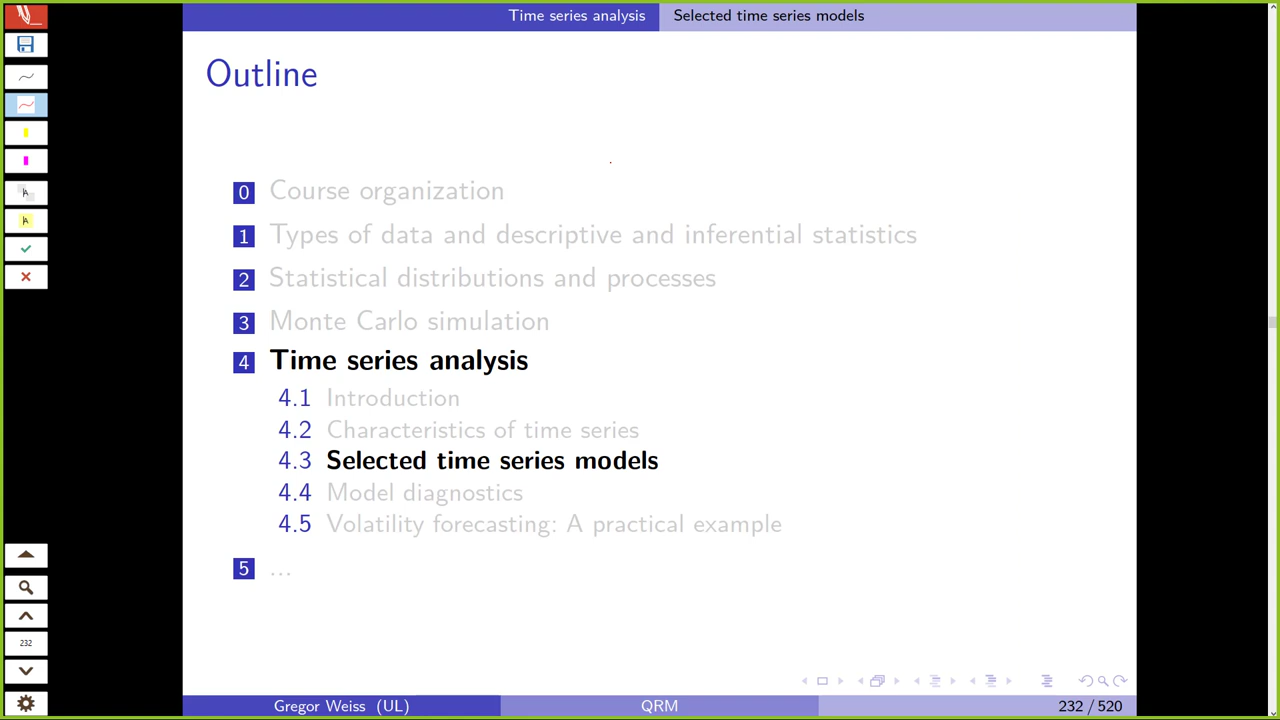 Time series analysis Selected time series models
Outline
0 Course organization
1 Types of data and descriptive and inferential statistics
2 Statistical distributions and processes
3 Monte Carlo simulation
4 Time series analysis
4.1 Introduction
4.2 Characteristics of time series
4.3 Selected time series models
4.4 Model diagnostics
4.5 Volatility forecasting: A practical example
5 ...
232
Gregor Weiss (UL) QRM 232 / 520